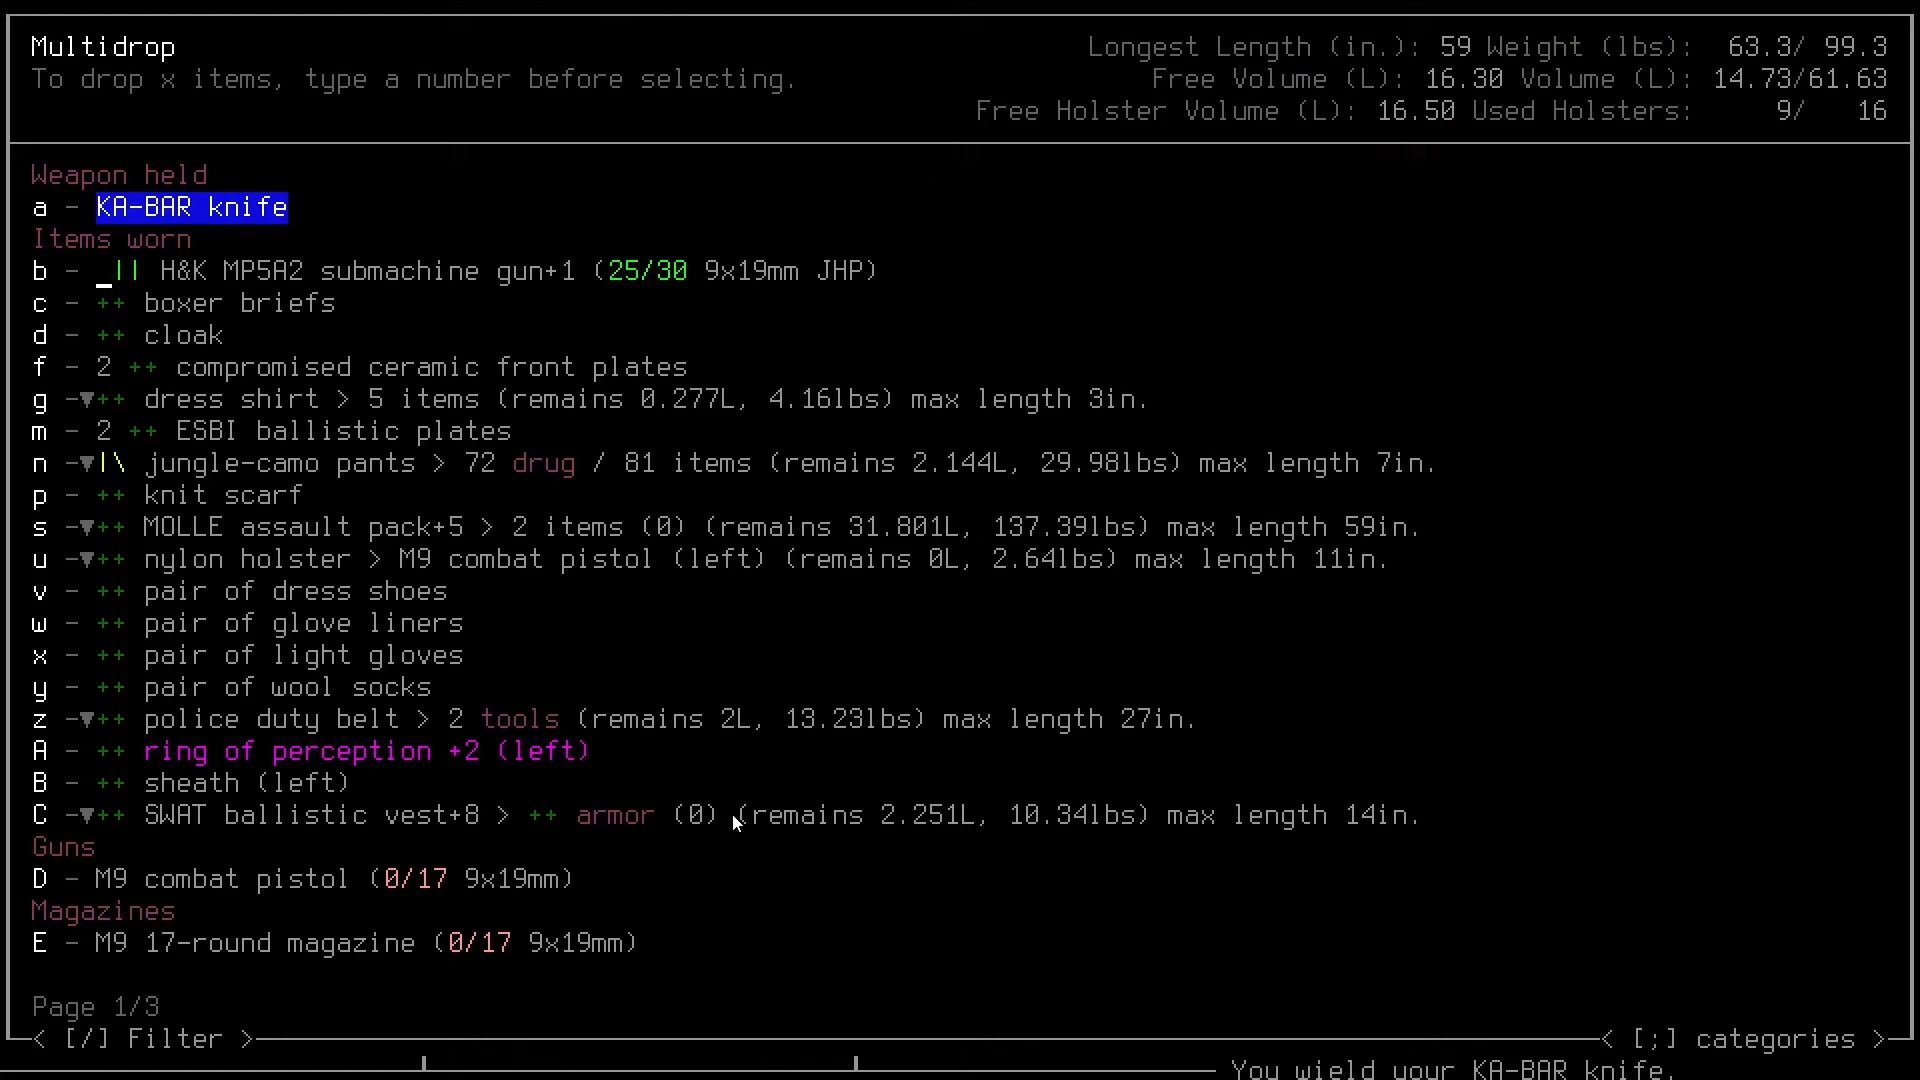 Multidrop
Longest Length (in.): 59 Weight (lbs): 63.3/ 99.3
To drop x items, type a number before selecting.
Free Volume (L): 16.30 Volume (L): 14.73/61.63
Free Holster Volume (L): 16.50 Used Holsters: 9/ 16
Weapon held
a - KA-BAR knife
Items worn
b - _|| H&K MP5A2 submachine gun+1 (25/30 9x19mm JHP)
c - ++ boxer briefs
d - ++ cloak
f - 2 ++ compromised ceramic front plates
g -▼++ dress shirt > 5 items (remains 0.277L, 4.16lbs) max length 3in.
m - 2 ++ ESBI ballistic plates
n -▼|\ jungle-camo pants > 72 drug / 81 items (remains 2.144L, 29.98lbs) max length 7in.
p - ++ knit scarf
s -▼++ MOLLE assault pack+5 > 2 items (0) (remains 31.801L, 137.39lbs) max length 59in.
u -▼++ nylon holster > M9 combat pistol (left) (remains 0L, 2.64lbs) max length 11in.
v - ++ pair of dress shoes
w - ++ pair of glove liners
x - ++ pair of light gloves
y - ++ pair of wool socks
z -▼++ police duty belt > 2 tools (remains 2L, 13.23lbs) max length 27in.
A - ++ ring of perception +2 (left)
B - ++ sheath (left)
C -▼++ SWAT ballistic vest+8 > ++ armor (0) (remains 2.251L, 10.34lbs) max length 14in.
Guns
D - M9 combat pistol (0/17 9x19mm)
Magazines
E - M9 17-round magazine (0/17 9x19mm)
Page 1/3
< [/] Filter >
< [;] categories >
You wield your KA-BAR knife.